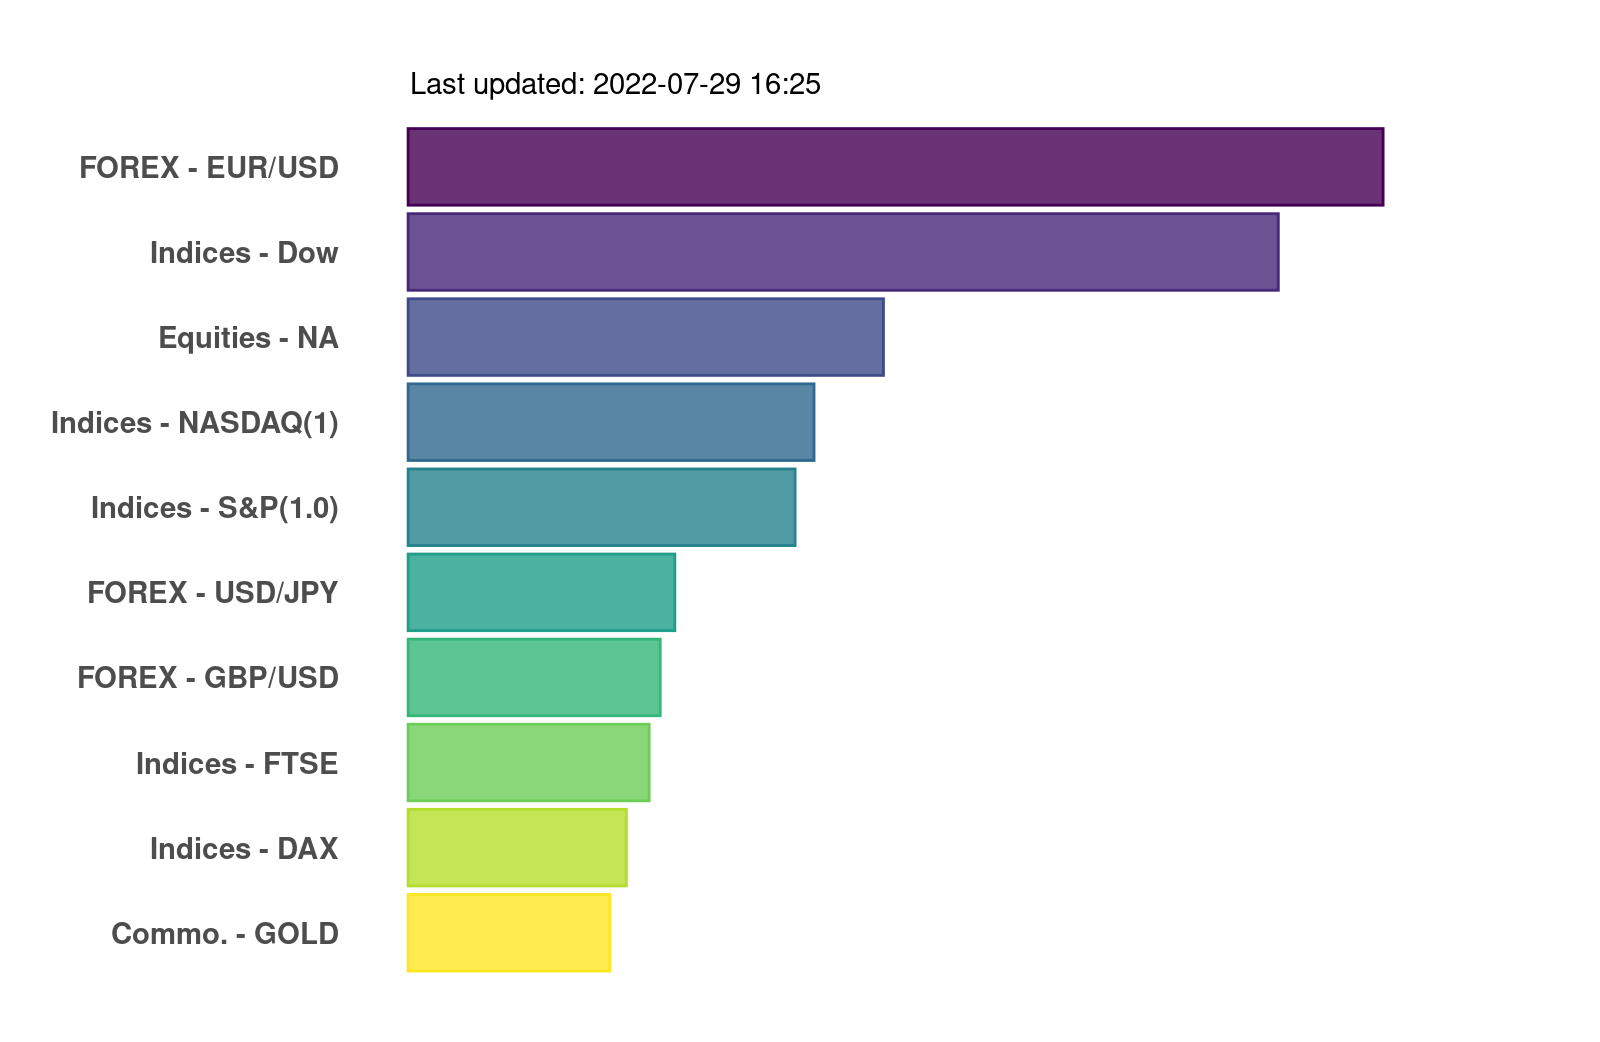 Last updated: 2022-07-29 16:25
FOREX - EUR/USD
Indices - Dow
Equities - NA
Indices - NASDAQ(1)
Indices - S&P(1.0)
FOREX - USD/JPY
FOREX - GBP/USD
Indices - FTSE
Indices - DAX
Commo. - GOLD